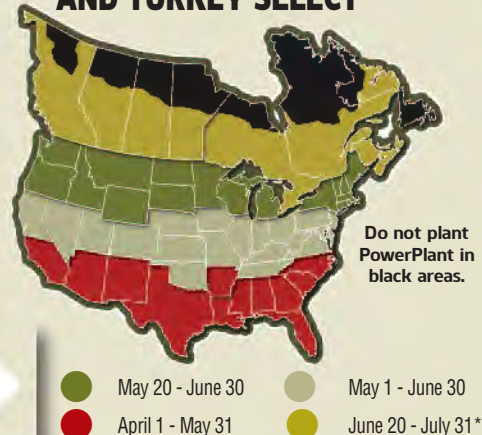 AND TURKEY SELECT
Do not plant
PowerPlant in
black areas.
May 20 - June 30
May 1 - June 30
April 1 - May 31
June 20 - July 31*